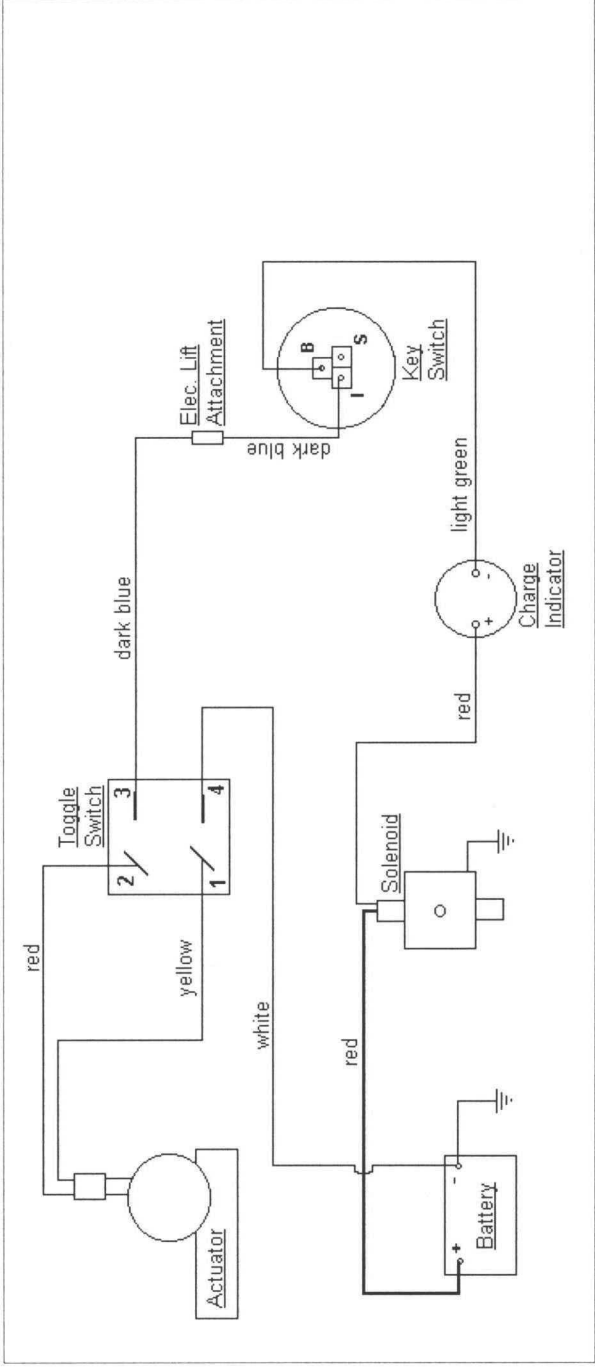 red
Toggle
Switch
2
3
1
4
yellow
dark blue
Elec. Lift
Attachment
dark blue
B
S
I
Key
Switch
Actuator
white
red
Solenoid
red
light green
+
-
Charge
Indicator
+
-
Battery